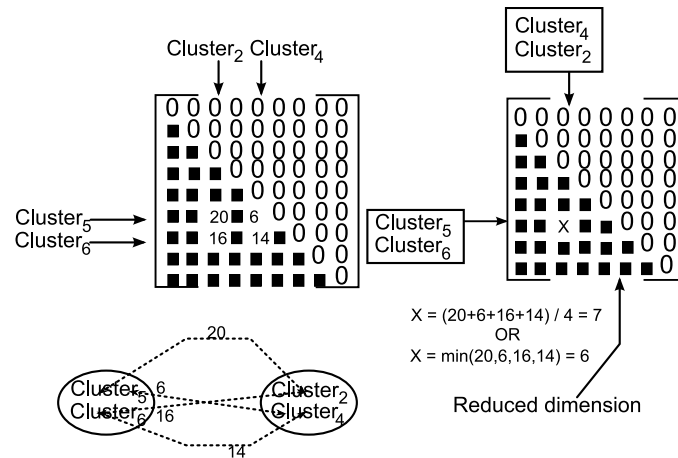 Cluster2 Cluster4
0 0 0 0 0 0 0 0 0
0 0 0 0 0 0 0 0
0 0 0 0 0 0 0
0 0 0 0 0 0
0 0 0 0 0
20 6 0 0 0 0
16 14 0 0 0
0 0
0
Cluster5
Cluster6
Cluster4
Cluster2
0 0 0 0 0 0 0 0
0 0 0 0 0 0 0
0 0 0 0 0 0
0 0 0 0 0
0 0 0 0
X 0 0 0
0 0
0
Cluster5
Cluster6
X = (20+6+16+14) / 4 = 7
OR
X = min(20,6,16,14) = 6
Reduced dimension
20
Cluster5 6
Cluster6 16
Cluster2
Cluster4
14